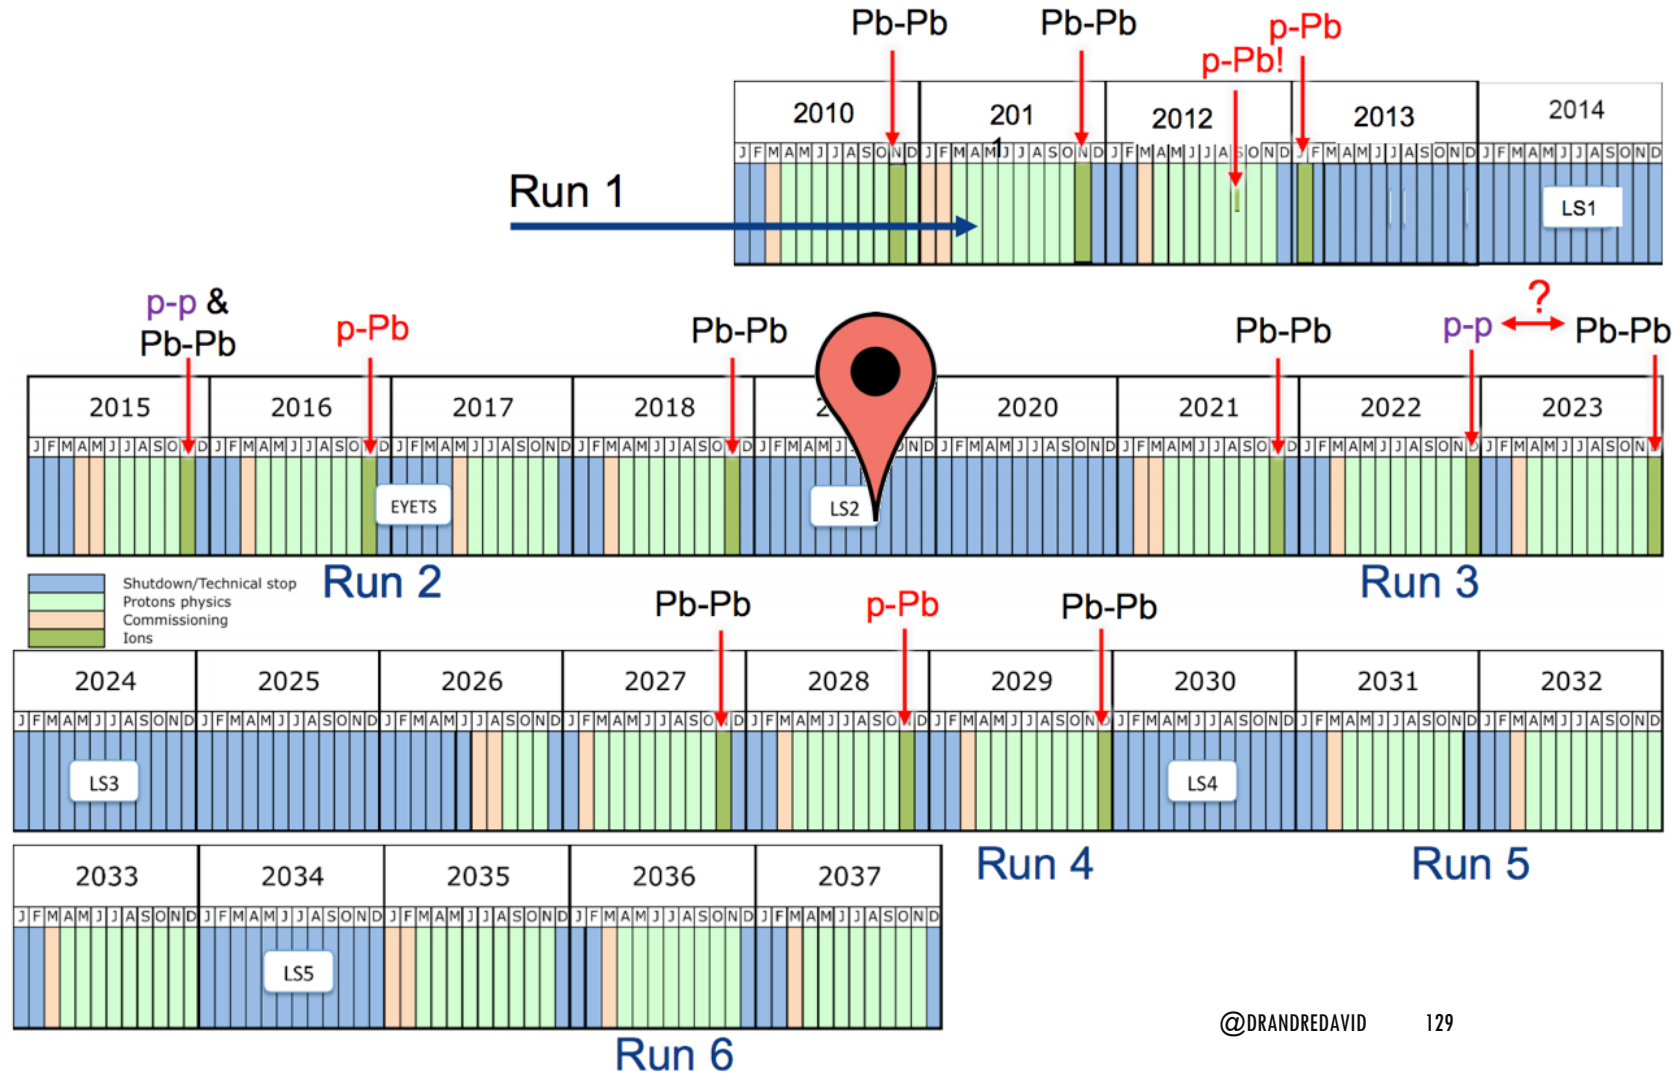 Pb-Pb Pb-Pb p-Pb
p-Pb!
2010 201 2012 2013 2014
1
J F M A M J J A S O N D J F M A M J J A S O N D J F M A M J J A S O N D J F M A M J J A S O N D J F M A M J J A S O N D
Run 1
LS1
p-p &
Pb-Pb p-Pb Pb-Pb Pb-Pb p-p ? Pb-Pb
2015 2016 2017 2018 2 2020 2021 2022 2023
J F M A M J J A S O N D J F M A M J J A S O N D J F M A M J J A S O N D J F M A M J J A S O N D J F M A M J O N D J F M A M J J A S O N D J F M A M J J A S O N D J F M A M J J A S O N D J F M A M J J A S O N
EYETS LS2
Run 2 Run 3
Shutdown/Technical stop
Protons physics
Commissioning
Ions
Pb-Pb p-Pb Pb-Pb
2024 2025 2026 2027 2028 2029 2030 2031 2032
J F M A M J J A S O N D J F M A M J J A S O N D J F M A M J J A S O N D J F M A M J J A S O N D J F M A M J J A S O N D J F M A M J J A S O N D J F M A M J J A S O N D J F M A M J J A S O N D J F M A M J J A S O N D
LS3 LS4
Run 4 Run 5
2033 2034 2035 2036 2037
J F M A M J J A S O N D J F M A M J J A S O N D J F M A M J J A S O N D J F M A M J J A S O N D J F M A M J J A S O N D
LS5
Run 6
@DRANDREDAVID 129